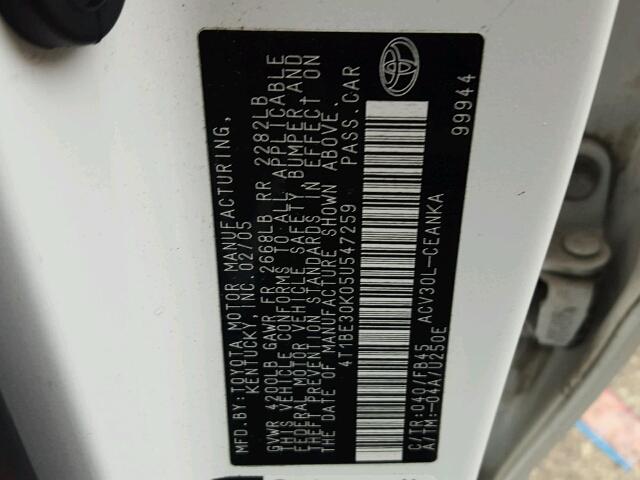 MFD.BY:TOYOTA MOTOR MANUFACTURING,
KENTUCKY, INC 02/05
GVWR 4200LB GAWR FR 2668LB RR 2282LB
THIS VEHICLE CONFORMS TO ALL APPLICABLE
FEDERAL MOTOR VEHICLE SAFETY, BUMPER AND
THEFT PREVENTION STANDARDS IN EFFECT ON
THE DATE OF MANUFACTURE SHOWN ABOVE.
4T1BE30K05U547259 PASS.CAR
C/TR:040/FB45 ACV30L-CEANKA
A/TM:-04A/U250E
99944